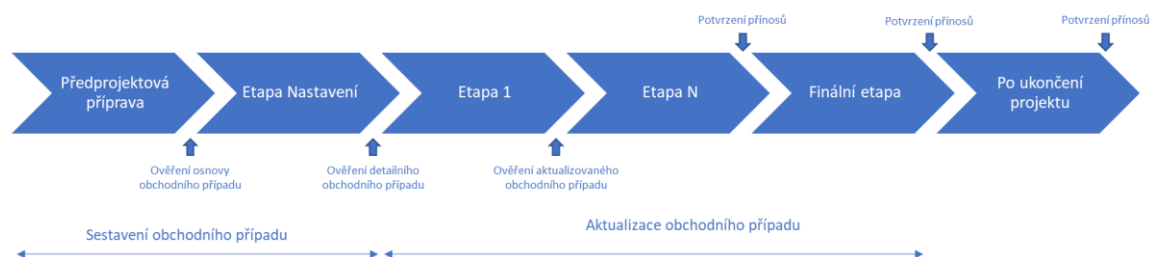 Potvrzení přínosů
Potvrzení přínosů
Potvrzení přínosů
Předprojektová
příprava
Etapa Nastavení
Etapa 1
Etapa N
Finální etapa
Po ukončení
projektu
Ověření osnovy
obchodního případu
Ověření detailního
obchodního případu
Ověření aktualizovaného
obchodního případu
Sestavení obchodního případu
Aktualizace obchodního případu